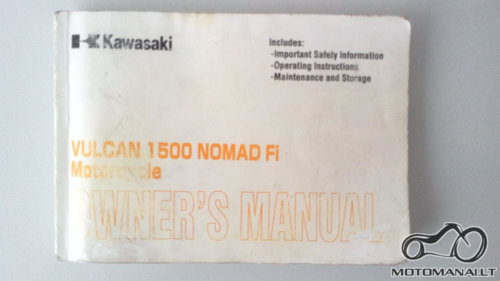 Kawasaki
Includes:
-Important Safety Information
-Operating Instructions
-Maintenance and Storage
VULCAN 1500 NOMAD Fi
Motorcycle
OWNER'S MANUAL
MOTOMANAI.LT